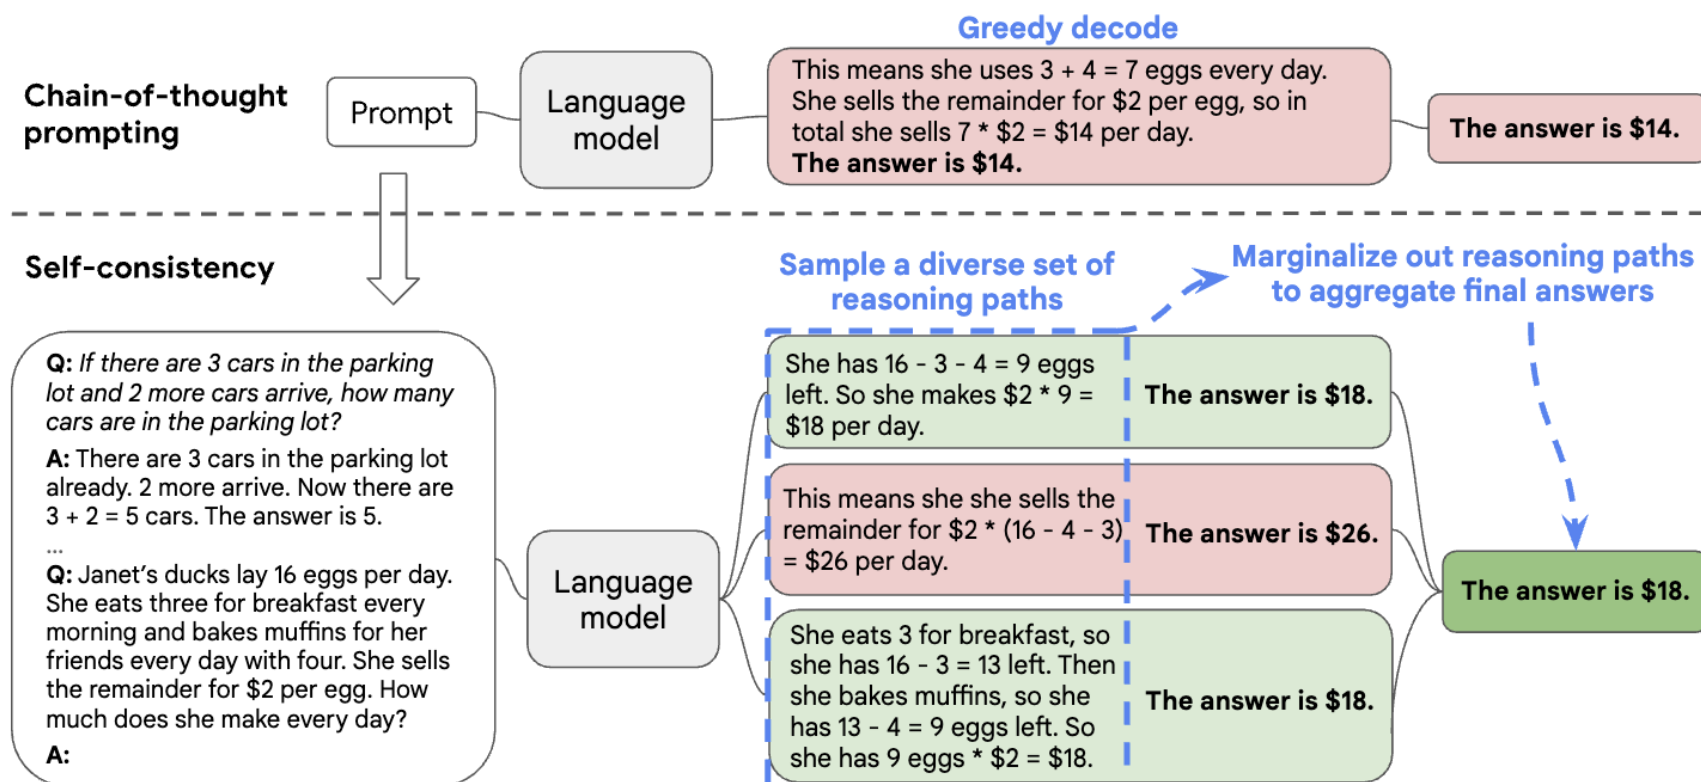 Greedy decode
Chain-of-thought
prompting
Prompt
Language
model
This means she uses 3 + 4 = 7 eggs every day.
She sells the remainder for $2 per egg, so in
total she sells 7 * $2 = $14 per day.
The answer is $14.
The answer is $14.
Self-consistency
Sample a diverse set of
reasoning paths
Marginalize out reasoning paths
to aggregate final answers
Q: If there are 3 cars in the parking
lot and 2 more cars arrive, how many
cars are in the parking lot?
A: There are 3 cars in the parking lot
already. 2 more arrive. Now there are
3 + 2 = 5 cars. The answer is 5.
...
Q: Janet’s ducks lay 16 eggs per day.
She eats three for breakfast every
morning and bakes muffins for her
friends every day with four. She sells
the remainder for $2 per egg. How
much does she make every day?
A:
Language
model
She has 16 - 3 - 4 = 9 eggs
left. So she makes $2 * 9 =
$18 per day.
The answer is $18.
This means she she sells the
remainder for $2 * (16 - 4 - 3)
= $26 per day.
The answer is $26.
She eats 3 for breakfast, so
she has 16 - 3 = 13 left. Then
she bakes muffins, so she
has 13 - 4 = 9 eggs left. So
she has 9 eggs * $2 = $18.
The answer is $18.
The answer is $18.